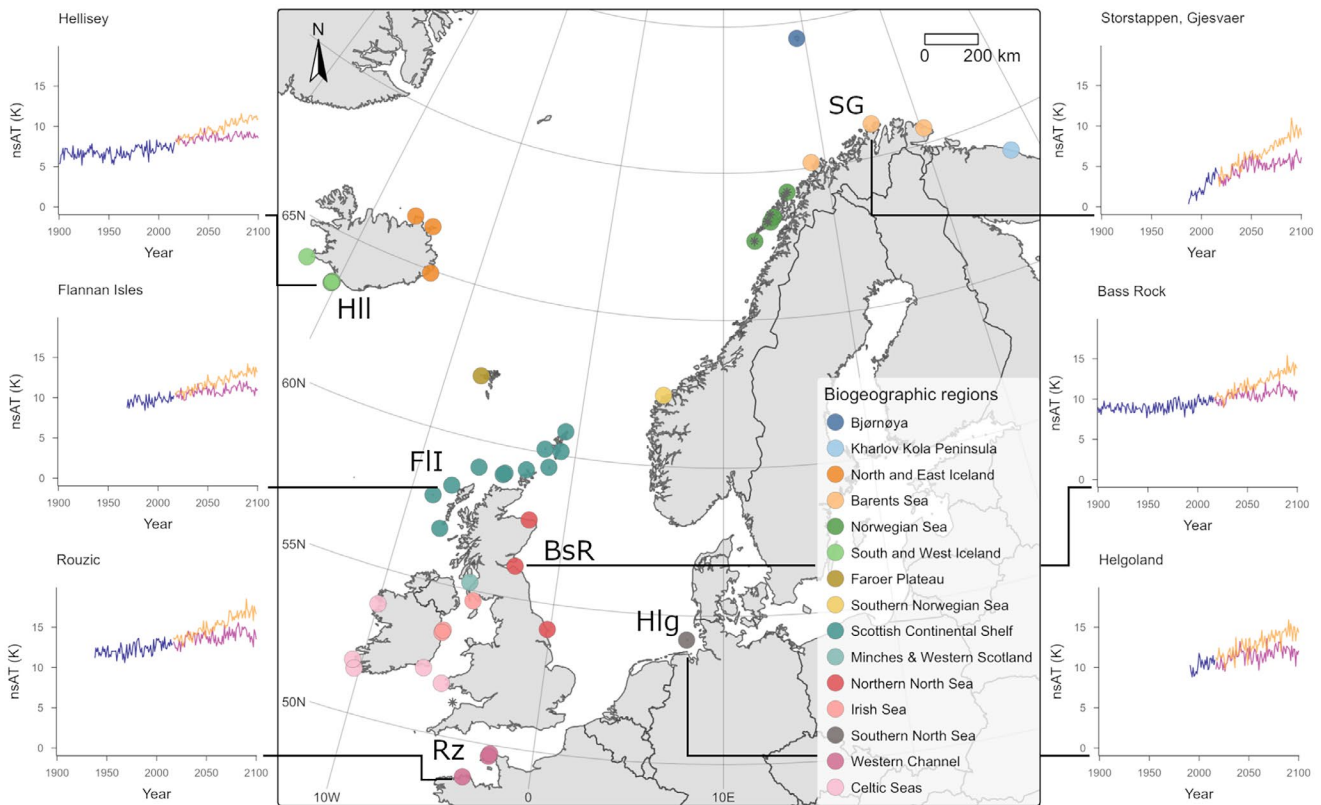 Hellisey
nsAT (K)
15
10
5
0
1900 1950 2000 2050 2100
Year
Flannan Isles
nsAT (K)
15
10
5
0
1900 1950 2000 2050 2100
Year
Rouzic
nsAT (K)
15
10
5
0
1900 1950 2000 2050 2100
Year
N
0 200 km
SG
65N
Hll
60N
FlI
55N
BsR
Hlg
50N
Rz
10W 0 10E
Biogeographic regions
Bjørnøya
Kharlov Kola Peninsula
North and East Iceland
Barents Sea
Norwegian Sea
South and West Iceland
Faroer Plateau
Southern Norwegian Sea
Scottish Continental Shelf
Minches & Western Scotland
Northern North Sea
Irish Sea
Southern North Sea
Western Channel
Celtic Seas
Storstappen, Gjesvaer
nsAT (K)
15
10
5
0
1900 1950 2000 2050 2100
Year
Bass Rock
nsAT (K)
15
10
5
0
1900 1950 2000 2050 2100
Year
Helgoland
nsAT (K)
15
10
5
0
1900 1950 2000 2050 2100
Year